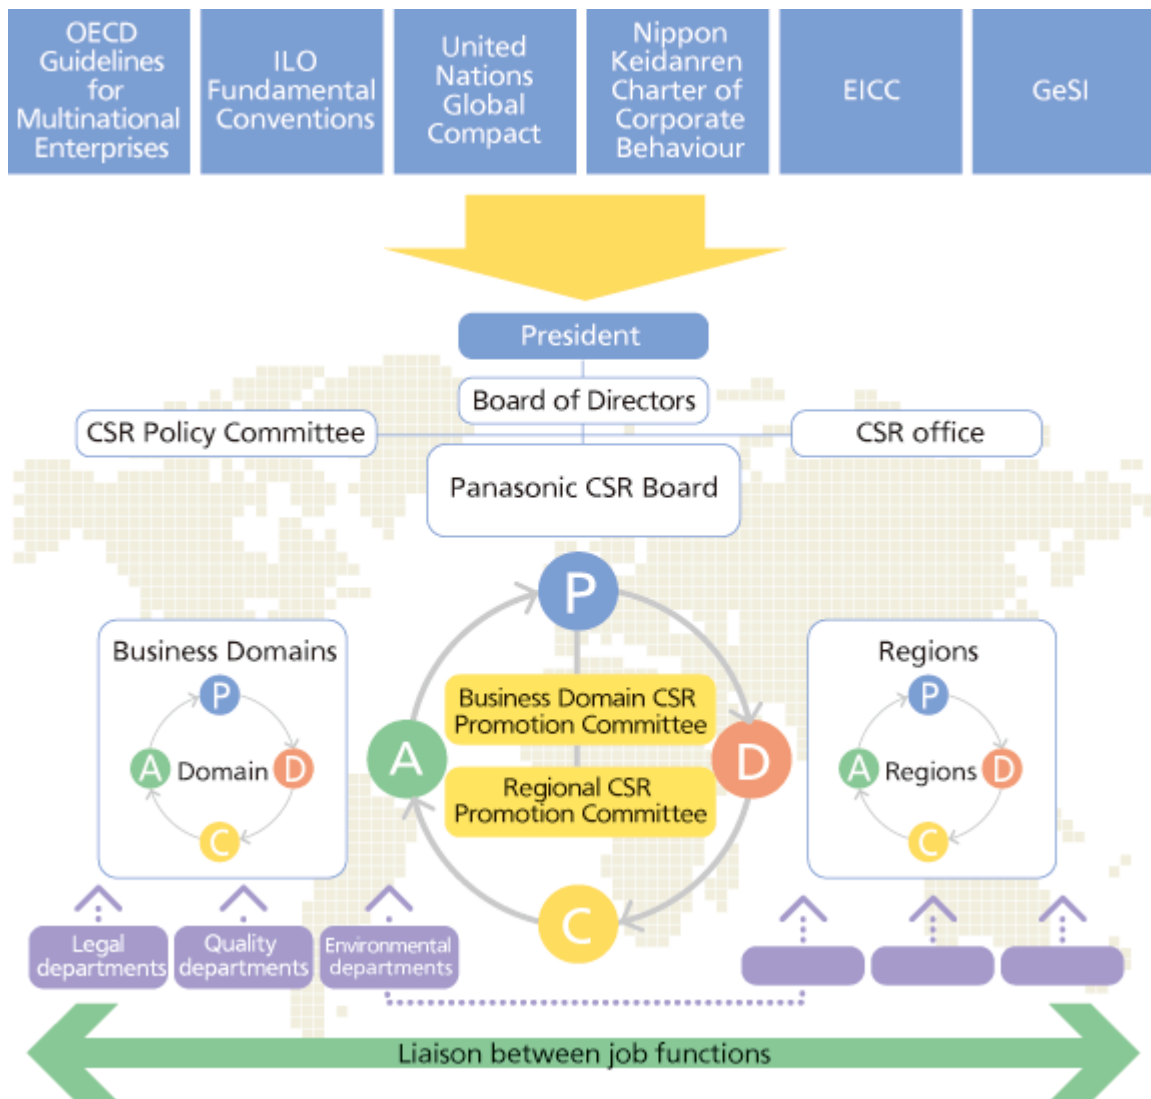 OECD
Guidelines
for
Multinational
Enterprises
ILO
Fundamental
Conventions
United
Nations
Global
Compact
Nippon
Keidanren
Charter of
Corporate
Behaviour
EICC
GeSI
President
Board of Directors
CSR Policy Committee
CSR office
Panasonic CSR Board
P
Business Domain CSR
Promotion Committee
A
D
Regional CSR
Promotion Committee
C
Business Domains
P
A
Domain
D
C
Regions
P
A
Regions
D
C
Legal
departments
Quality
departments
Environmental
departments
Liaison between job functions